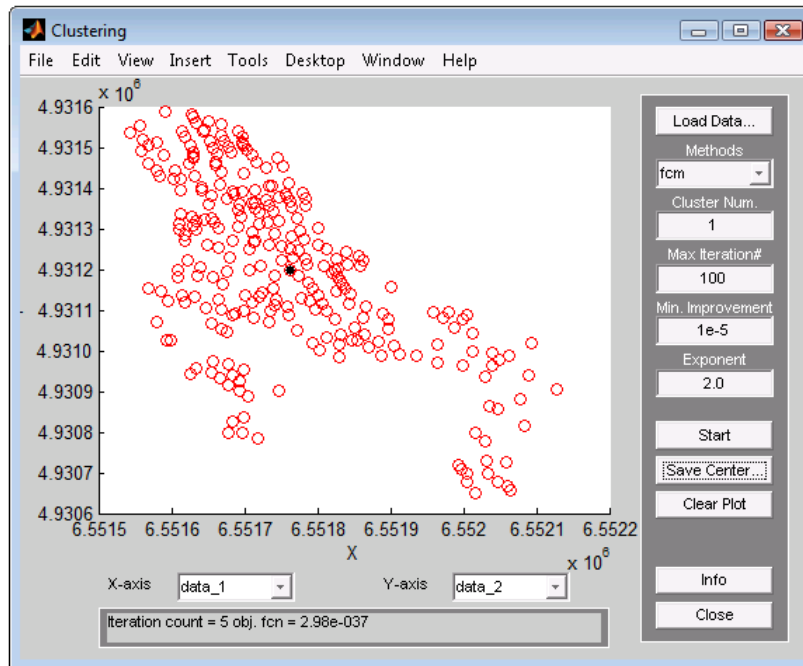 Clustering
File Edit View Insert Tools Desktop Window Help
x 10^6
4.9316
4.9315
4.9314
4.9313
4.9312
4.9311
4.9310
4.9309
4.9308
4.9307
4.9306
6.5515 6.5516 6.5517 6.5518 6.5519 6.552 6.5521 6.5522
X
x 10^6
X-axis data_1 Y-axis data_2
Iteration count = 5 obj. fcn = 2.98e-037
Load Data...
Methods
fcm
Cluster Num.
1
Max Iteration#
100
Min. Improvement
1e-5
Exponent
2.0
Start
Save Center...
Clear Plot
Info
Close